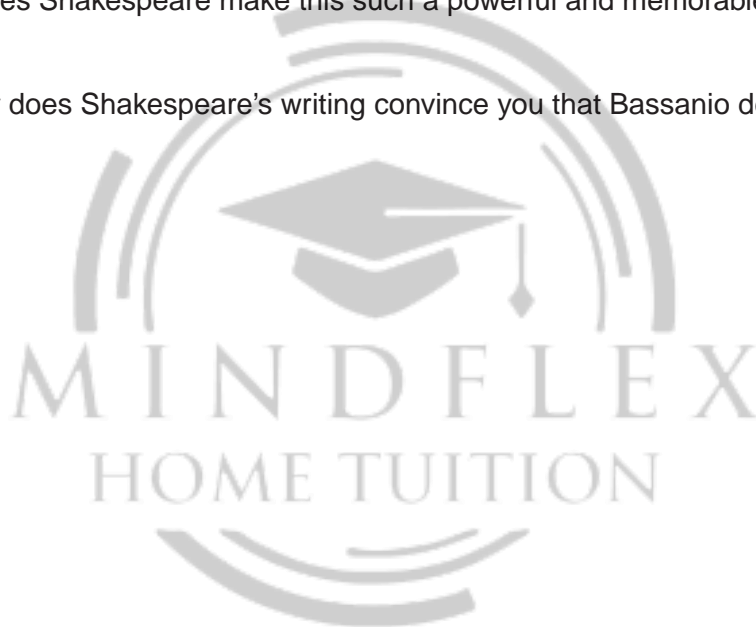 es Shakespeare make this such a powerful and memorable
does Shakespeare's writing convince you that Bassanio d
MINDFLEX
HOME TUITION